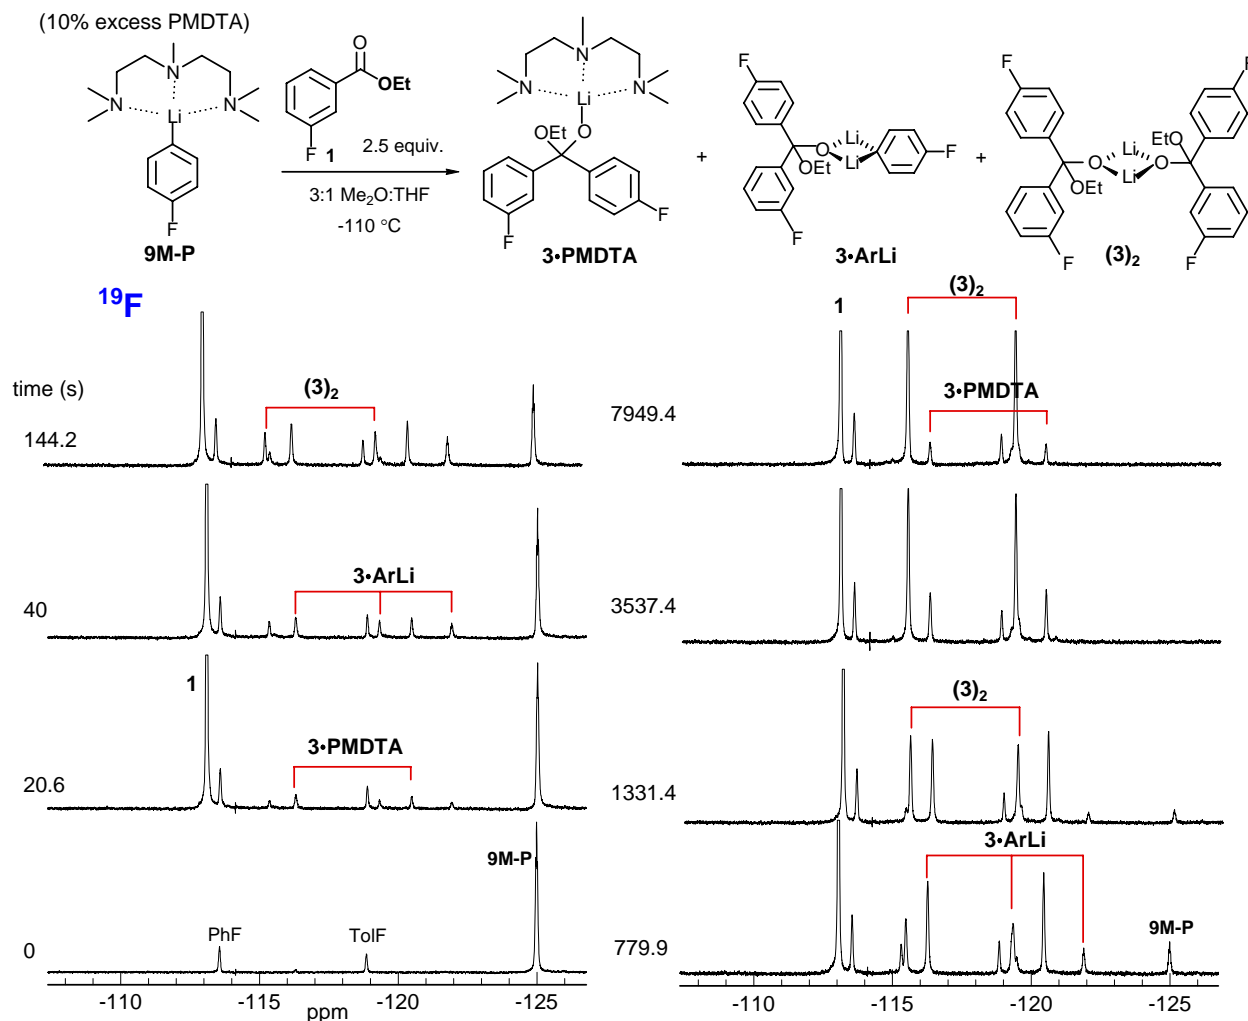 (10% excess PMDTA)
N
N
N
Li
F
9M-P
O
OEt
F
1
2.5 equiv.
3:1 Me2O:THF
-110 °C
N
N
N
Li
EtO
O
F
F
3•PMDTA
+
F
Li
O
Li
OEt
F
F
3•ArLi
+
F
F
EtO
Li
O
O
Li
OEt
F
F
(3)2
19F
time (s)
144.2
(3)2
40
3•ArLi
20.6
1
3•PMDTA
0
PhF
TolF
9M-P
-110
-115
-120
-125
ppm
1
(3)2
3•PMDTA
7949.4
3537.4
(3)2
1331.4
3•ArLi
9M-P
779.9
-110
-115
-120
-125